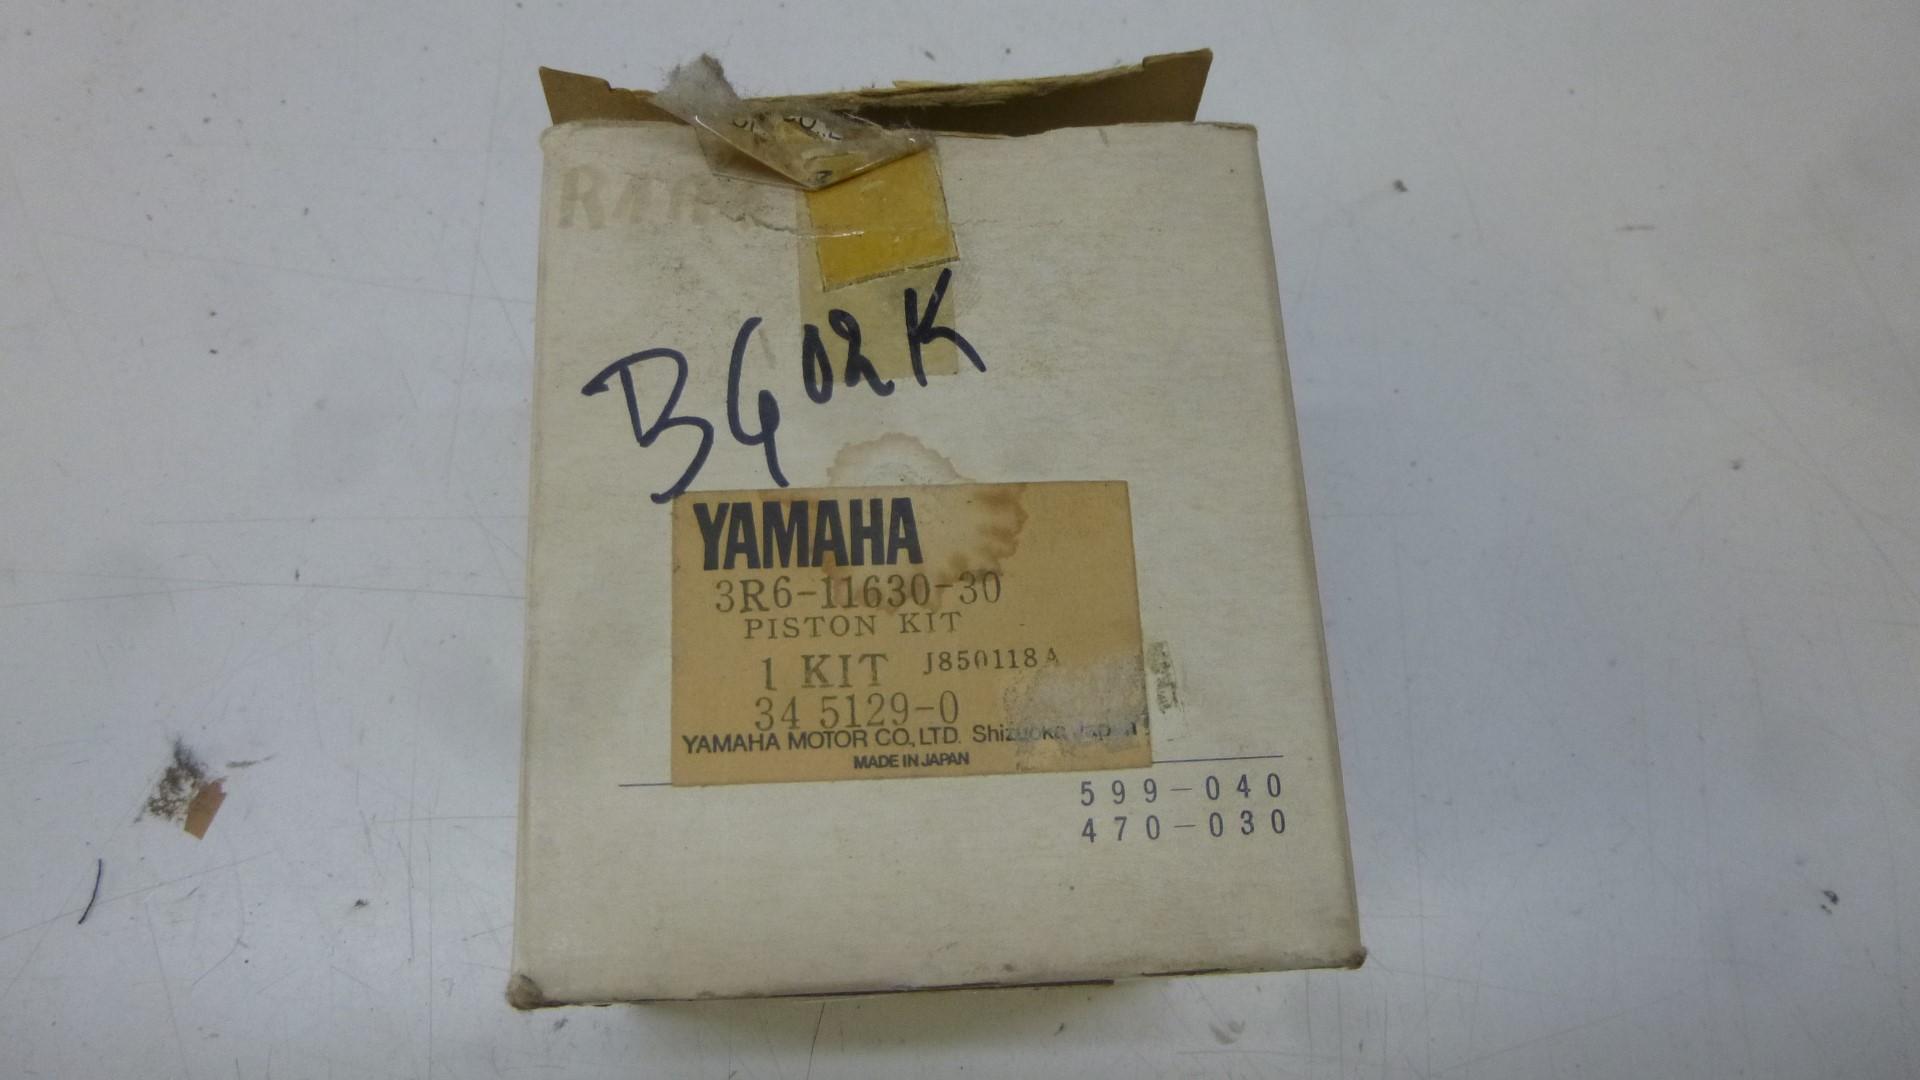 B402K
YAMAHA
3R6-11630-30
PISTON KIT
1 KIT J850118A
34 5129-0
YAMAHA MOTOR CO., LTD. Shizuoka Japan
MADE IN JAPAN
599-040
470-030